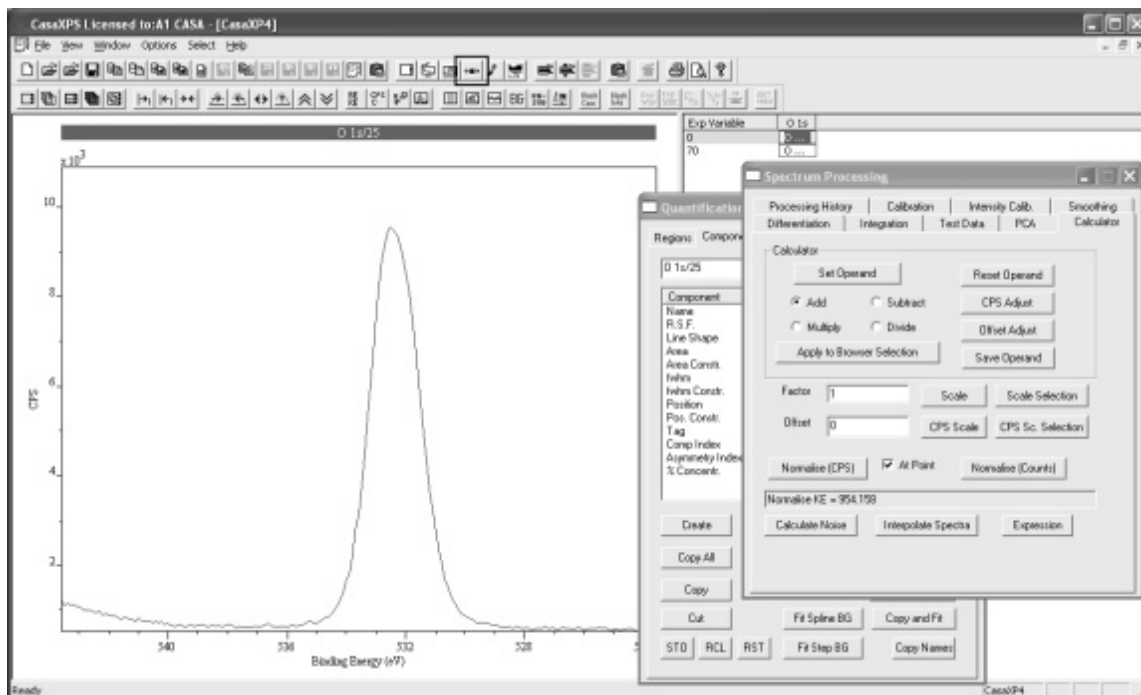 CasaXPS Licensed to:A1 CASA - [CasaXP4]
File View Window Options Select Help
O 1s/25
x10³
10
8
6
4
2
CPS
540
536
532
528
Binding Energy (eV)
Exp Variable O 1s
0 O ...
70 O ...
Quantification
Regions Compone
O 1s/25
Component
Name
R.S.F.
Line Shape
Area
Area Constr.
fwhm
fwhm Constr.
Position
Pos. Constr.
Tag
Comp Index
Asymmetry Index
% Concentr.
Create
Copy All
Copy
Cut
Fit Spline BG Copy and Fit
STO RCL RST Fit Step BG Copy Names
Spectrum Processing
Processing History Calibration Intensity Calib. Smoothing
Differentiation Integration Test Data PCA Calculator
Calculator
Set Operand Reset Operand
Add Subtract CPS Adjust
Multiply Divide Offset Adjust
Apply to Browser Selection Save Operand
Factor 1 Scale Scale Selection
Offset 0 CPS Scale CPS Sc. Selection
Normalise (CPS) At Point Normalise (Counts)
Normalise KE = 954.158
Calculate Noise Interpolate Spectra Expression
Ready
CasaXP4